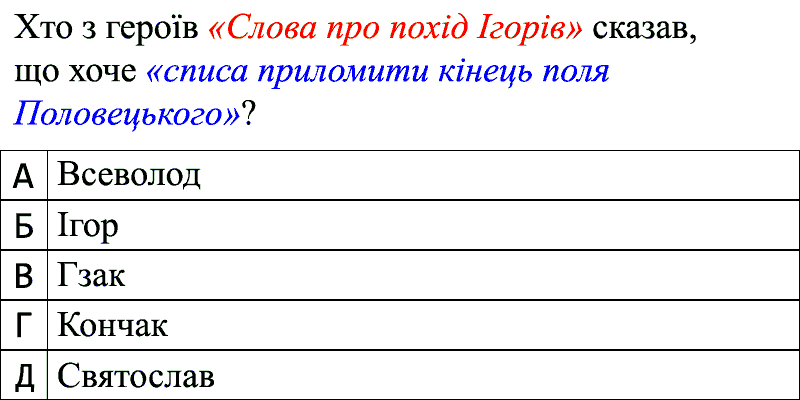 Хто з героїв «Слова про похід Ігорів» сказав,
що хоче «списа приломити кінець поля
Половецького»?
А Всеволод
Б Ігор
В Гзак
Г Кончак
Д Святослав